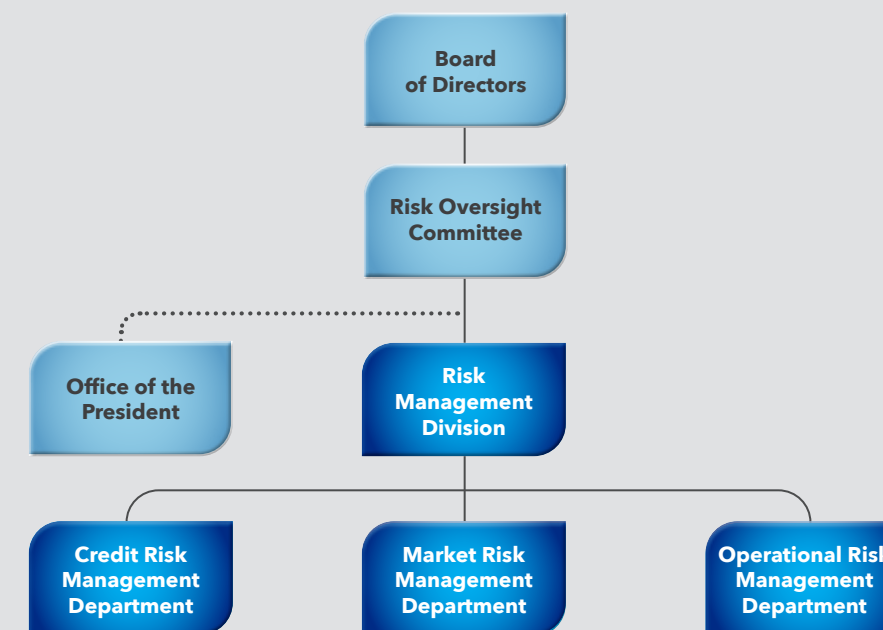 Board
of Directors
Risk Oversight
Committee
Office of the
President
Risk
Management
Division
Credit Risk
Management
Department
Market Risk
Management
Department
Operational Risk
Management
Department